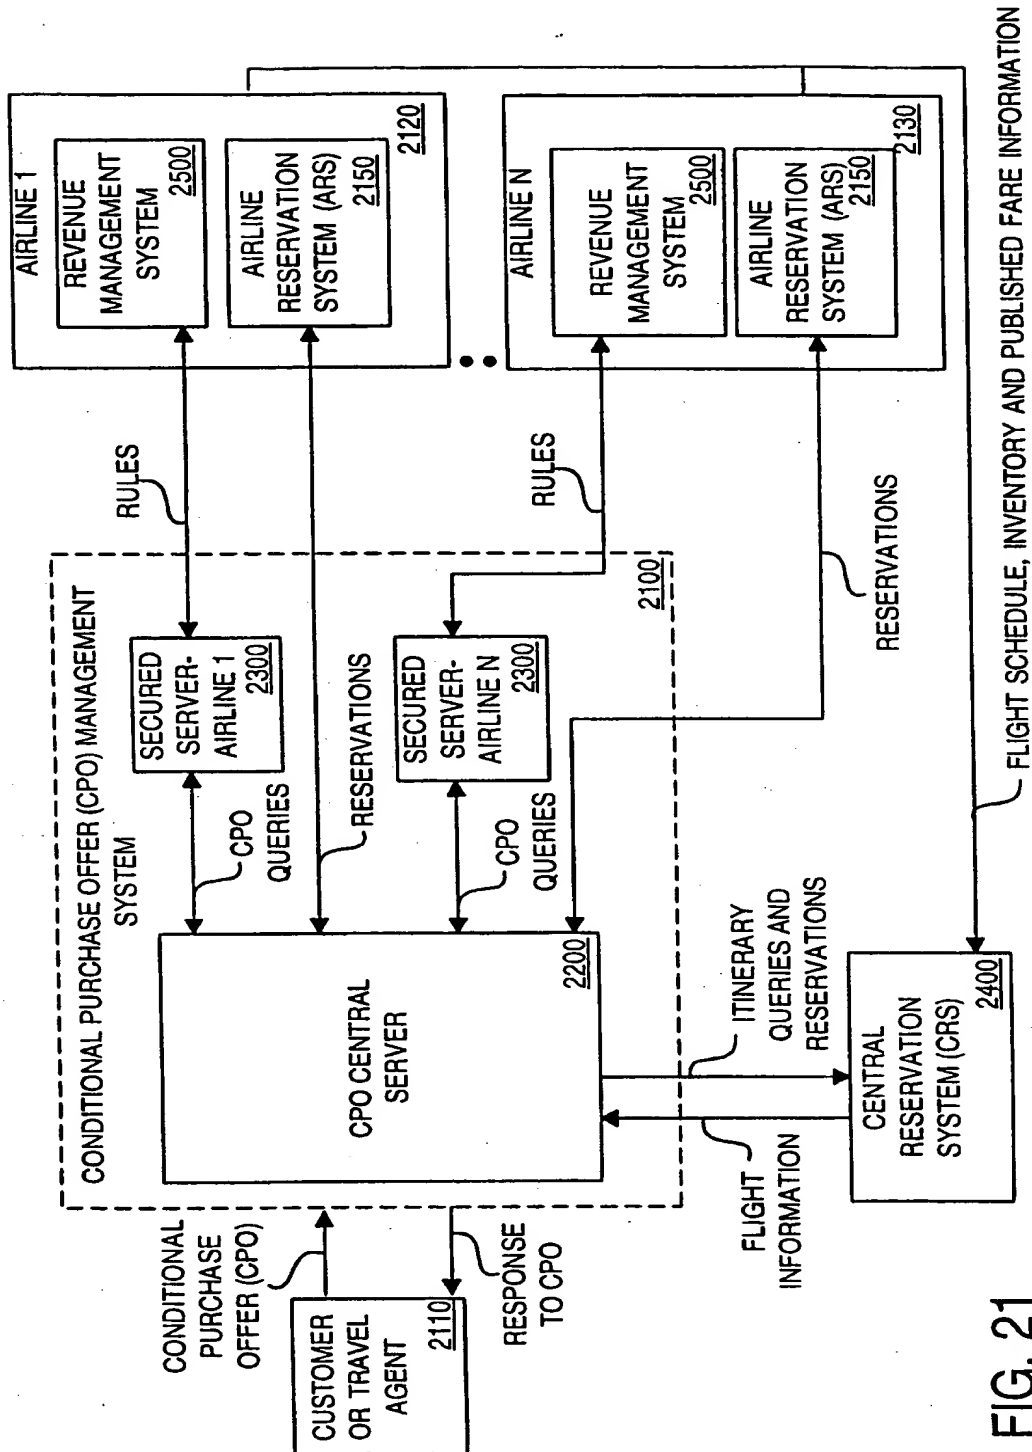 CONDITIONAL
PURCHASE
OFFER (CPO)
CUSTOMER
OR TRAVEL
AGENT
2110
RESPONSE
TO CPO
CONDITIONAL PURCHASE OFFER (CPO) MANAGEMENT
SYSTEM
CPO CENTRAL
SERVER
2200
CPO
QUERIES
SECURED
SERVER-
AIRLINE 1
2300
RESERVATIONS
CPO
QUERIES
SECURED
SERVER-
AIRLINE N
2300
2100
RULES
AIRLINE 1
REVENUE
MANAGEMENT
SYSTEM
2500
AIRLINE
RESERVATION
SYSTEM (ARS)
2150
2120
RULES
AIRLINE N
REVENUE
MANAGEMENT
SYSTEM
2500
AIRLINE
RESERVATION
SYSTEM (ARS)
2150
2130
RESERVATIONS
FLIGHT
INFORMATION
ITINERARY
QUERIES AND
RESERVATIONS
CENTRAL
RESERVATION
SYSTEM (CRS)
2400
FLIGHT SCHEDULE, INVENTORY AND PUBLISHED FARE INFORMATION
FIG. 21